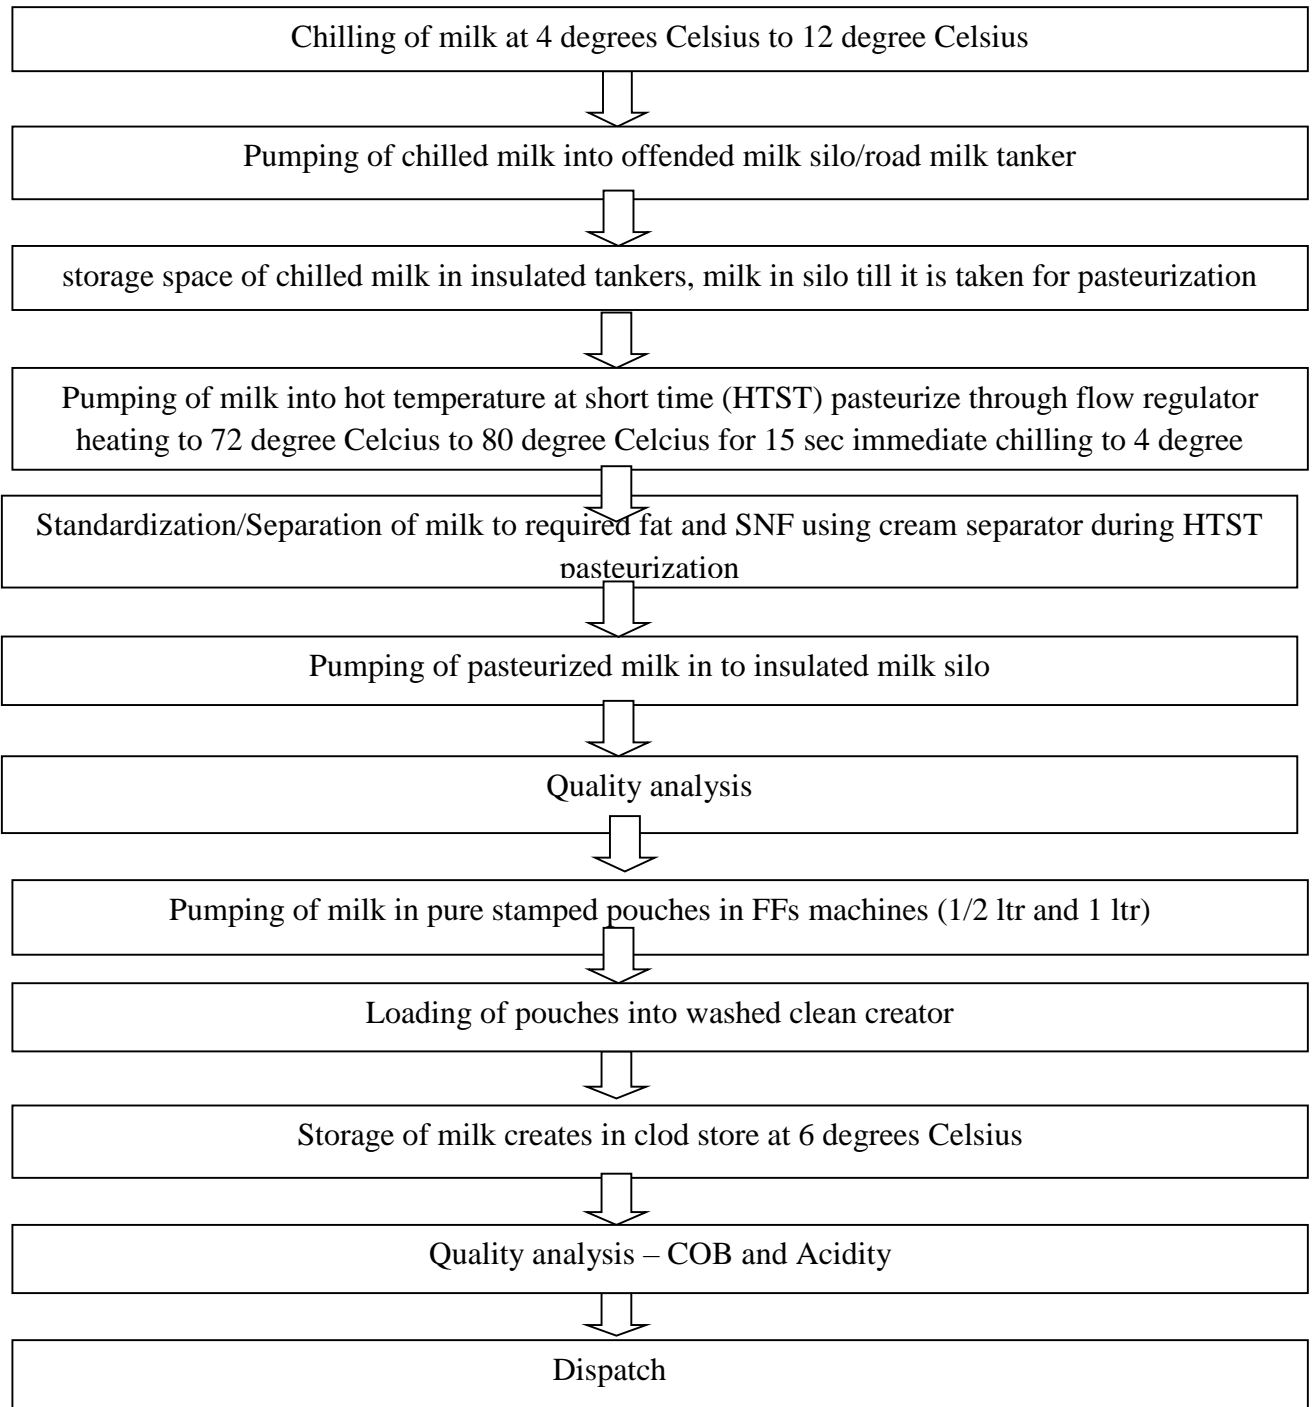 Chilling of milk at 4 degrees Celsius to 12 degree Celsius
Pumping of chilled milk into offended milk silo/road milk tanker
storage space of chilled milk in insulated tankers, milk in silo till it is taken for pasteurization
Pumping of milk into hot temperature at short time (HTST) pasteurize through flow regulator
heating to 72 degree Celcius to 80 degree Celcius for 15 sec immediate chilling to 4 degree
Standardization/Separation of milk to required fat and SNF using cream separator during HTST
pasteurization
Pumping of pasteurized milk in to insulated milk silo
Quality analysis
Pumping of milk in pure stamped pouches in FFs machines (1/2 ltr and 1 ltr)
Loading of pouches into washed clean creator
Storage of milk creates in clod store at 6 degrees Celsius
Quality analysis – COB and Acidity
Dispatch